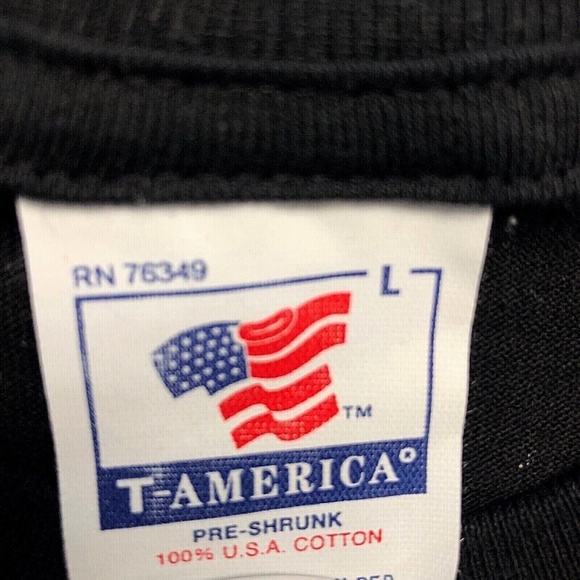 RN 76349
L
TM
T-AMERICA®
PRE-SHRUNK
100% U.S.A. COTTON